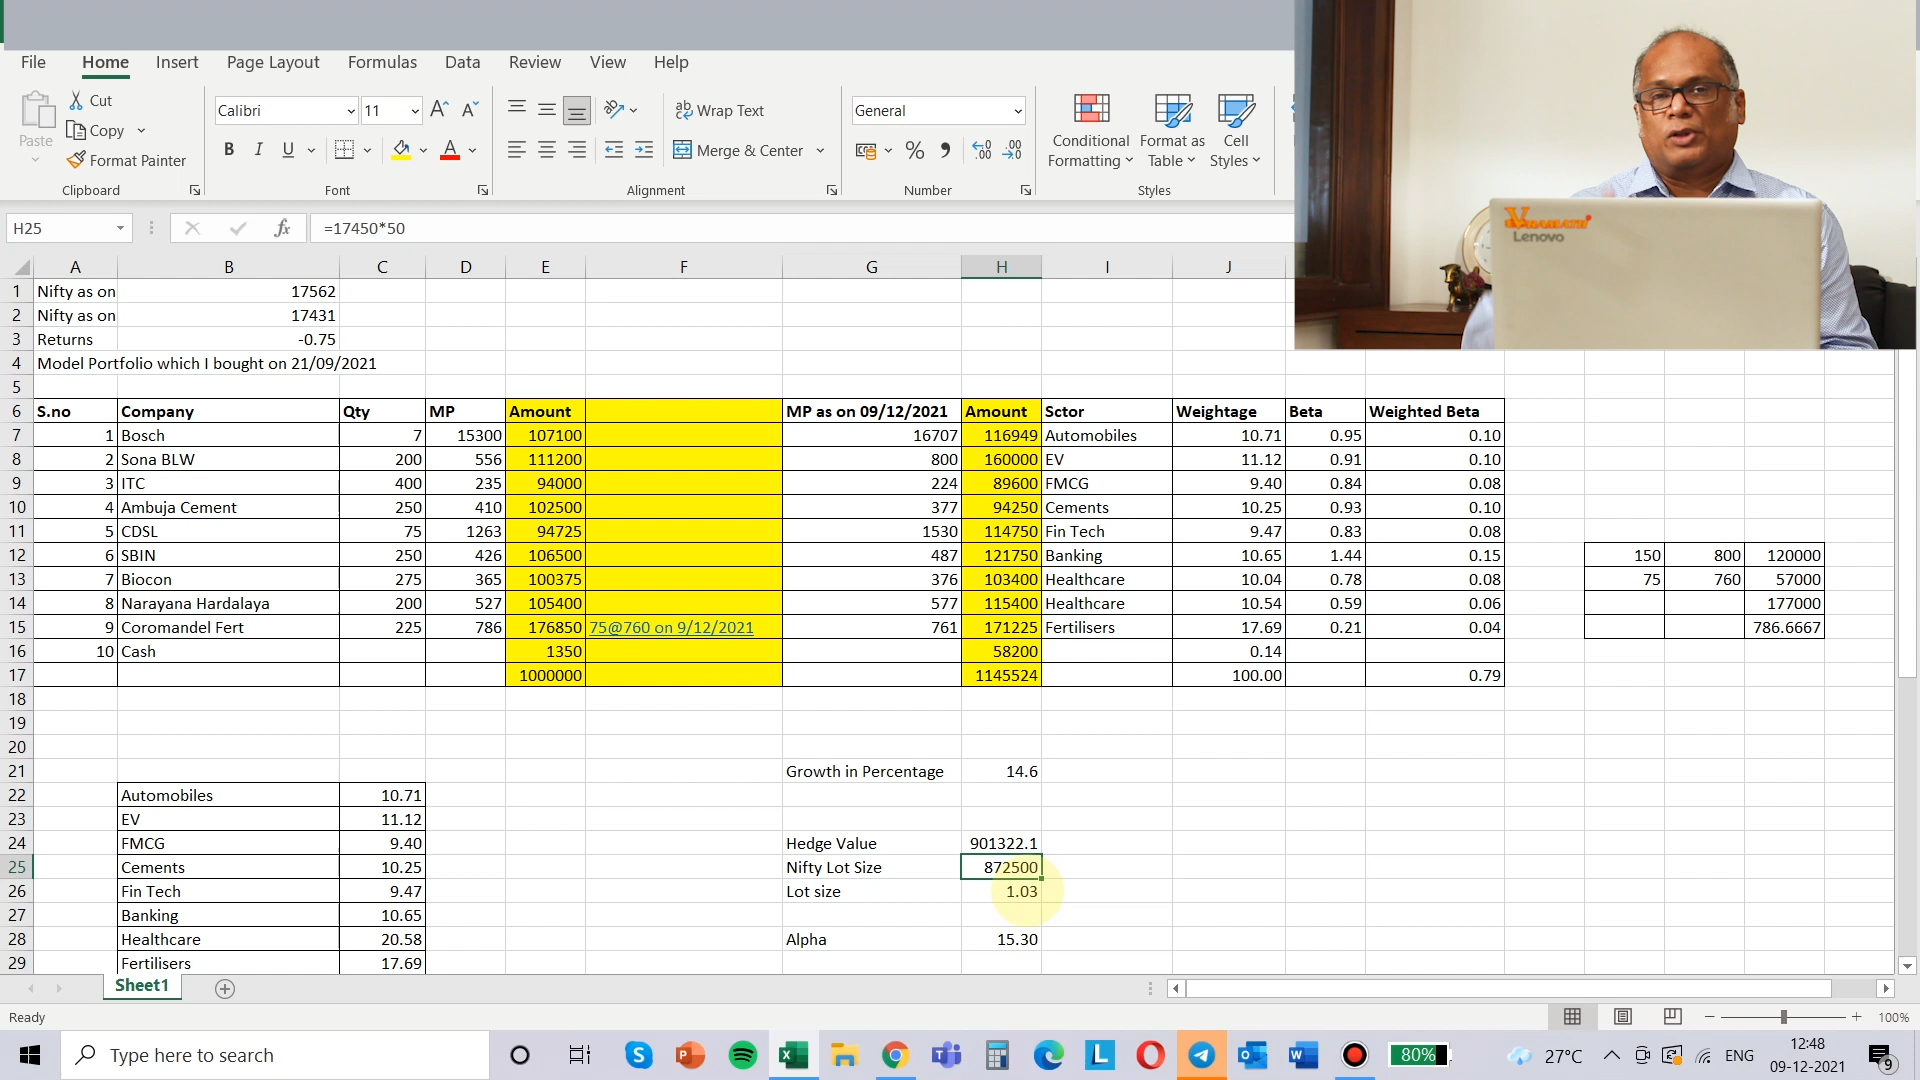 File Home Insert Page Layout Formulas Data Review View Help
Paste
Cut
Copy
Format Painter
Clipboard
Calibri 11
B I U
Font
Wrap Text
Merge & Center
Alignment
General
Number
Conditional Formatting
Format as Table
Cell Styles
Styles
Lenovo
H25 fx =17450*50
A B C D E F G H I J
1 Nifty as on 17562
2 Nifty as on 17431
3 Returns -0.75
4 Model Portfolio which I bought on 21/09/2021
5
6 S.no Company Qty MP Amount MP as on 09/12/2021 Amount Sctor Weightage Beta Weighted Beta
7 1 Bosch 7 15300 107100 16707 116949 Automobiles 10.71 0.95 0.10
8 2 Sona BLW 200 556 111200 800 160000 EV 11.12 0.91 0.10
9 3 ITC 400 235 94000 224 89600 FMCG 9.40 0.84 0.08
10 4 Ambuja Cement 250 410 102500 377 94250 Cements 10.25 0.93 0.10
11 5 CDSL 75 1263 94725 1530 114750 Fin Tech 9.47 0.83 0.08
12 6 SBIN 250 426 106500 487 121750 Banking 10.65 1.44 0.15 150 800 120000
13 7 Biocon 275 365 100375 376 103400 Healthcare 10.04 0.78 0.08 75 760 57000
14 8 Narayana Hardalaya 200 527 105400 577 115400 Healthcare 10.54 0.59 0.06 177000
15 9 Coromandel Fert 225 786 176850 75@760 on 9/12/2021 761 171225 Fertilisers 17.69 0.21 0.04 786.6667
16 10 Cash 1350 58200 0.14
17 1000000 1145524 100.00 0.79
18
19
20
21 Growth in Percentage 14.6
22 Automobiles 10.71
23 EV 11.12
24 FMCG 9.40 Hedge Value 901322.1
25 Cements 10.25 Nifty Lot Size 872500
26 Fin Tech 9.47 Lot size 1.03
27 Banking 10.65
28 Healthcare 20.58 Alpha 15.30
29 Fertilisers 17.69
Sheet1
Ready 100%
Type here to search 80% 27°C ENG 12:48
09-12-2021 9